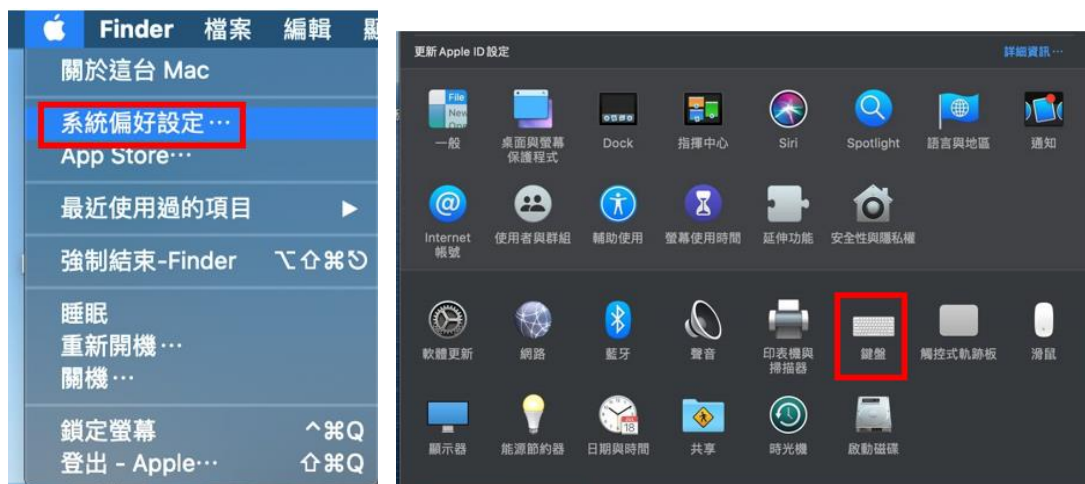 Finder 檔案 編輯
關於這台 Mac
系統偏好設定…
App Store…
最近使用過的項目 ▶
強制結束-Finder ⌥⇧⌘⎋
睡眠
重新開機…
關機…
鎖定螢幕 ^⌘Q
登出 - Apple… ⇧⌘Q
更新 Apple ID 設定 詳細資訊…
File
New
一般 桌面與螢幕 Dock 指揮中心 Siri Spotlight 語言與地區 通知
保護程式
Internet 使用者與群組 輔助使用 螢幕使用時間 延伸功能 安全性與隱私權
帳號
軟體更新 網路 藍牙 聲音 印表機與 鍵盤 觸控式軌跡板 滑鼠
掃描器
18
顯示器 能源節約器 日期與時間 共享 時光機 啟動磁碟